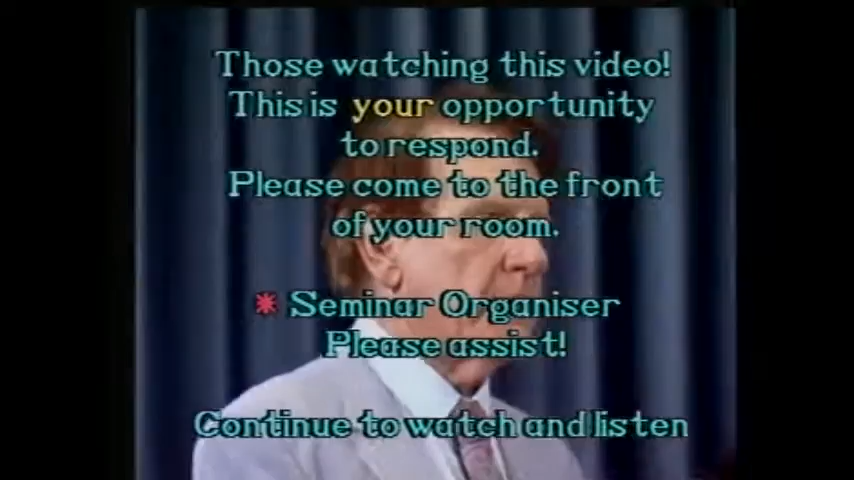 Those watching this video!
This is your opportunity
to respond.
Please come to the front
of your room.
* Seminar Organiser
Please assist!
Continue to watch and listen